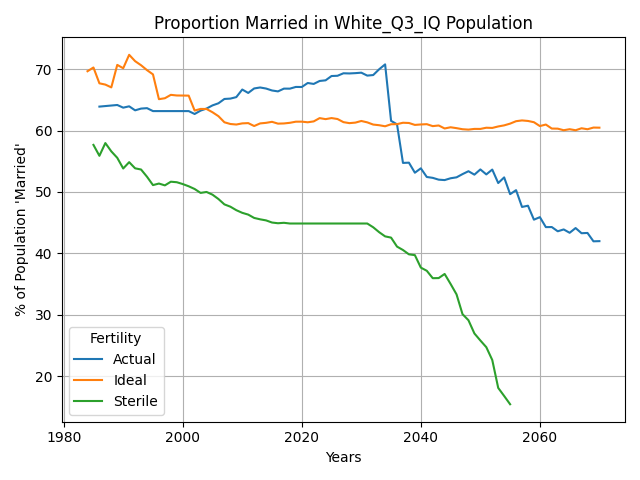 Proportion Married in White_Q3_IQ Population
% of Population 'Married'
70
60
50
40
30
20
Fertility
Actual
Ideal
Sterile
1980
2000
2020
2040
2060
Years